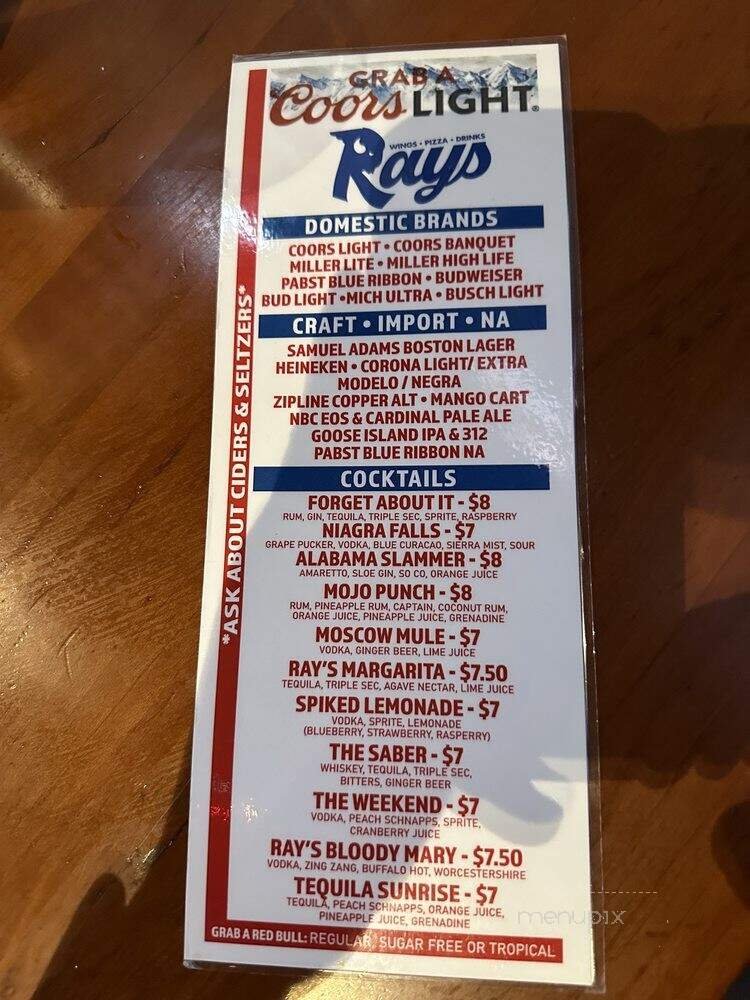 GRAB A
Coors LIGHT®
WINGS • PIZZA • DRINKS
Rays
DOMESTIC BRANDS
COORS LIGHT • COORS BANQUET
MILLER LITE • MILLER HIGH LIFE
PABST BLUE RIBBON • BUDWEISER
BUD LIGHT •MICH ULTRA • BUSCH LIGHT
CRAFT • IMPORT • NA
SAMUEL ADAMS BOSTON LAGER
HEINEKEN • CORONA LIGHT/ EXTRA
MODELO / NEGRA
ZIPLINE COPPER ALT • MANGO CART
NBC EOS & CARDINAL PALE ALE
GOOSE ISLAND IPA & 312
PABST BLUE RIBBON NA
COCKTAILS
FORGET ABOUT IT - $8
RUM, GIN, TEQUILA, TRIPLE SEC, SPRITE, RASPBERRY
NIAGRA FALLS - $7
GRAPE PUCKER, VODKA, BLUE CURACAO, SIERRA MIST, SOUR
ALABAMA SLAMMER - $8
AMARETTO, SLOE GIN, SO CO, ORANGE JUICE
MOJO PUNCH - $8
RUM, PINEAPPLE RUM, CAPTAIN, COCONUT RUM,
ORANGE JUICE, PINEAPPLE JUICE, GRENADINE
MOSCOW MULE - $7
VODKA, GINGER BEER, LIME JUICE
RAY'S MARGARITA - $7.50
TEQUILA, TRIPLE SEC, AGAVE NECTAR, LIME JUICE
SPIKED LEMONADE - $7
VODKA, SPRITE, LEMONADE
(BLUEBERRY, STRAWBERRY, RASPERRY)
THE SABER - $7
WHISKEY, TEQUILA, TRIPLE SEC,
BITTERS, GINGER BEER
THE WEEKEND - $7
VODKA, PEACH SCHNAPPS, SPRITE,
CRANBERRY JUICE
RAY'S BLOODY MARY - $7.50
VODKA, ZING ZANG, BUFFALO HOT, WORCESTERSHIRE
TEQUILA SUNRISE - $7
TEQUILA, PEACH SCHNAPPS, ORANGE JUICE,
PINEAPPLE JUICE, GRENADINE
GRAB A RED BULL: REGULAR, SUGAR FREE OR TROPICAL
*ASK ABOUT CIDERS & SELTZERS*
menupix